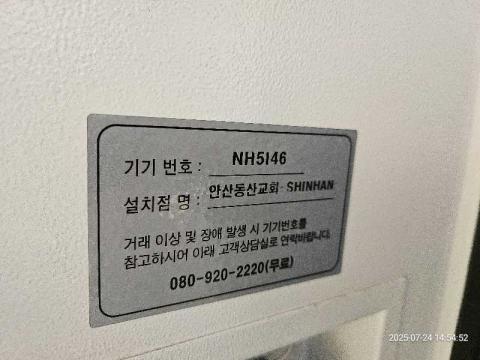 기기 번호 : NH5146
설치점 명 : 안산동산교회 - SHINHAN
거래 이상 및 장애 발생 시 기기번호를
참고하시어 아래 고객상담실로 연락바랍니다.
080-920-2220(무료)
2025-07-24 14:54:52